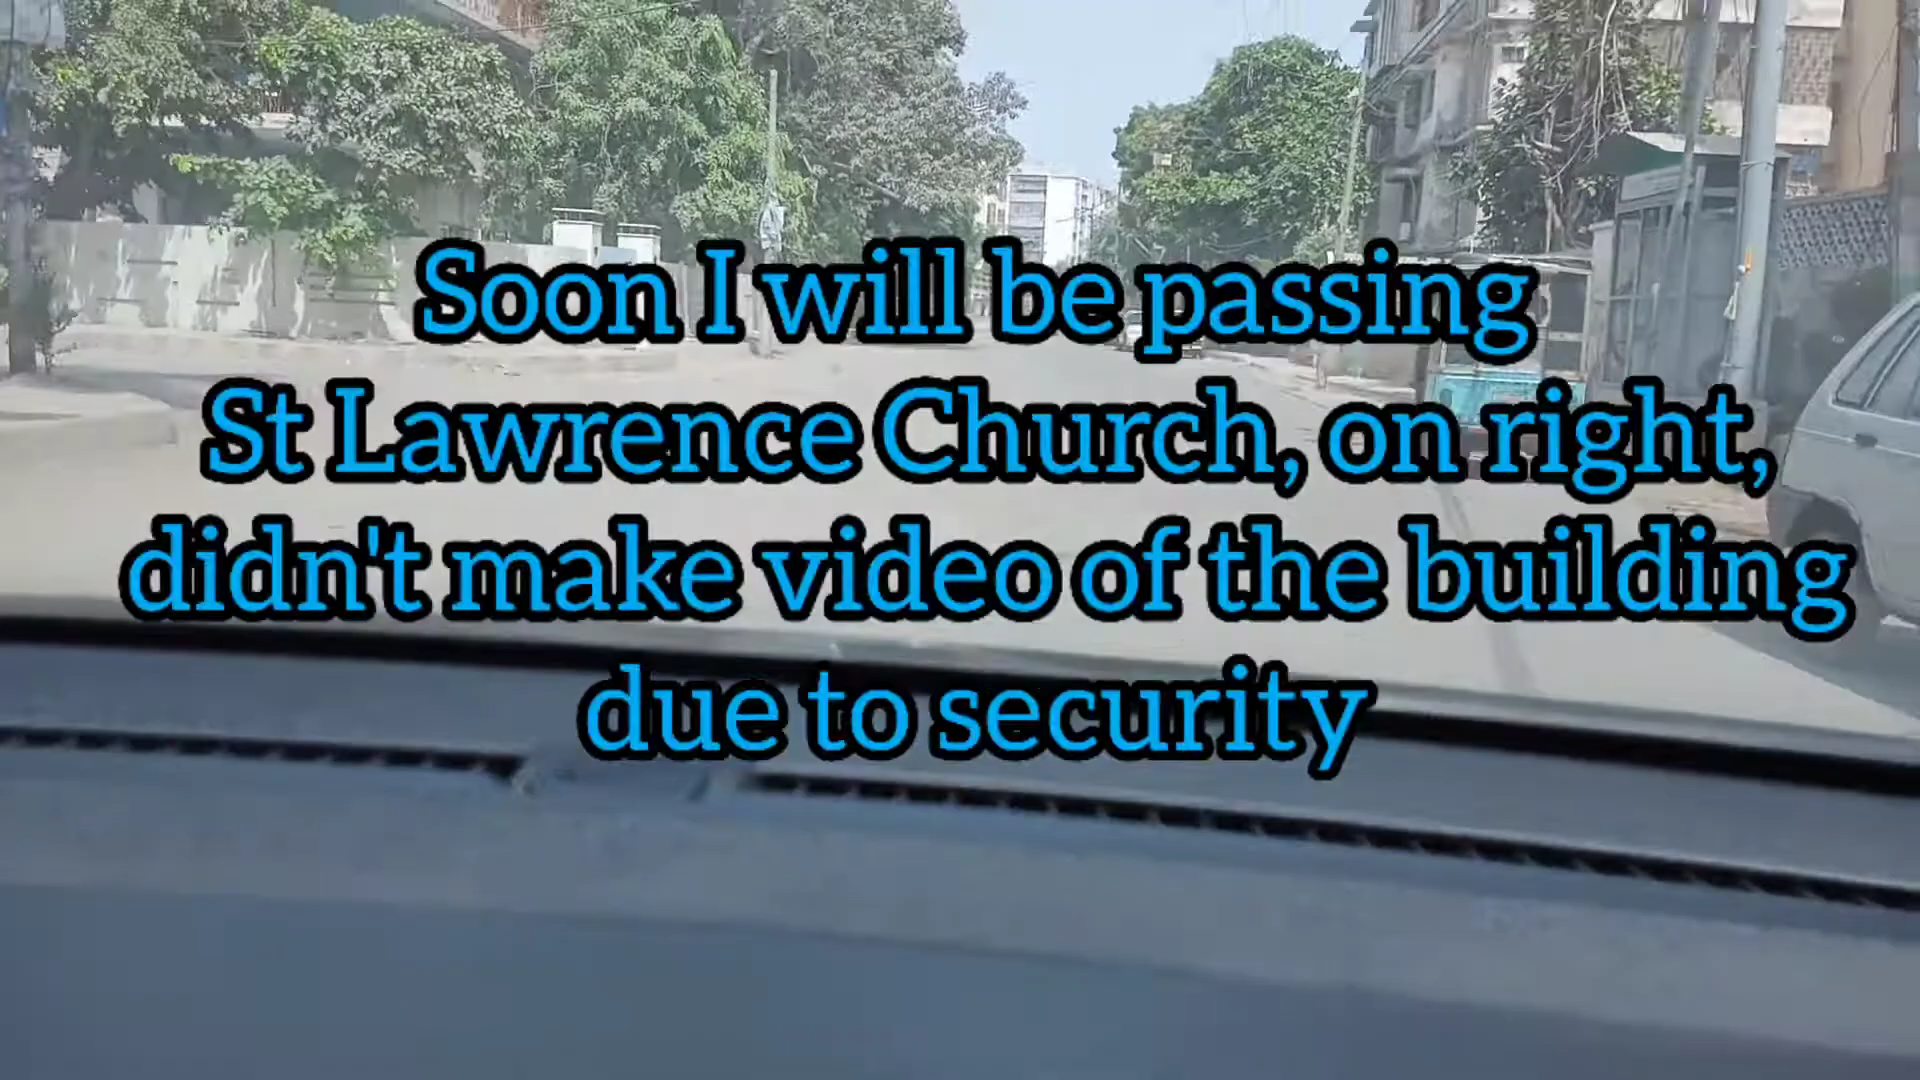 Soon I will be passing
St Lawrence Church, on right,
didn't make video of the building
due to security